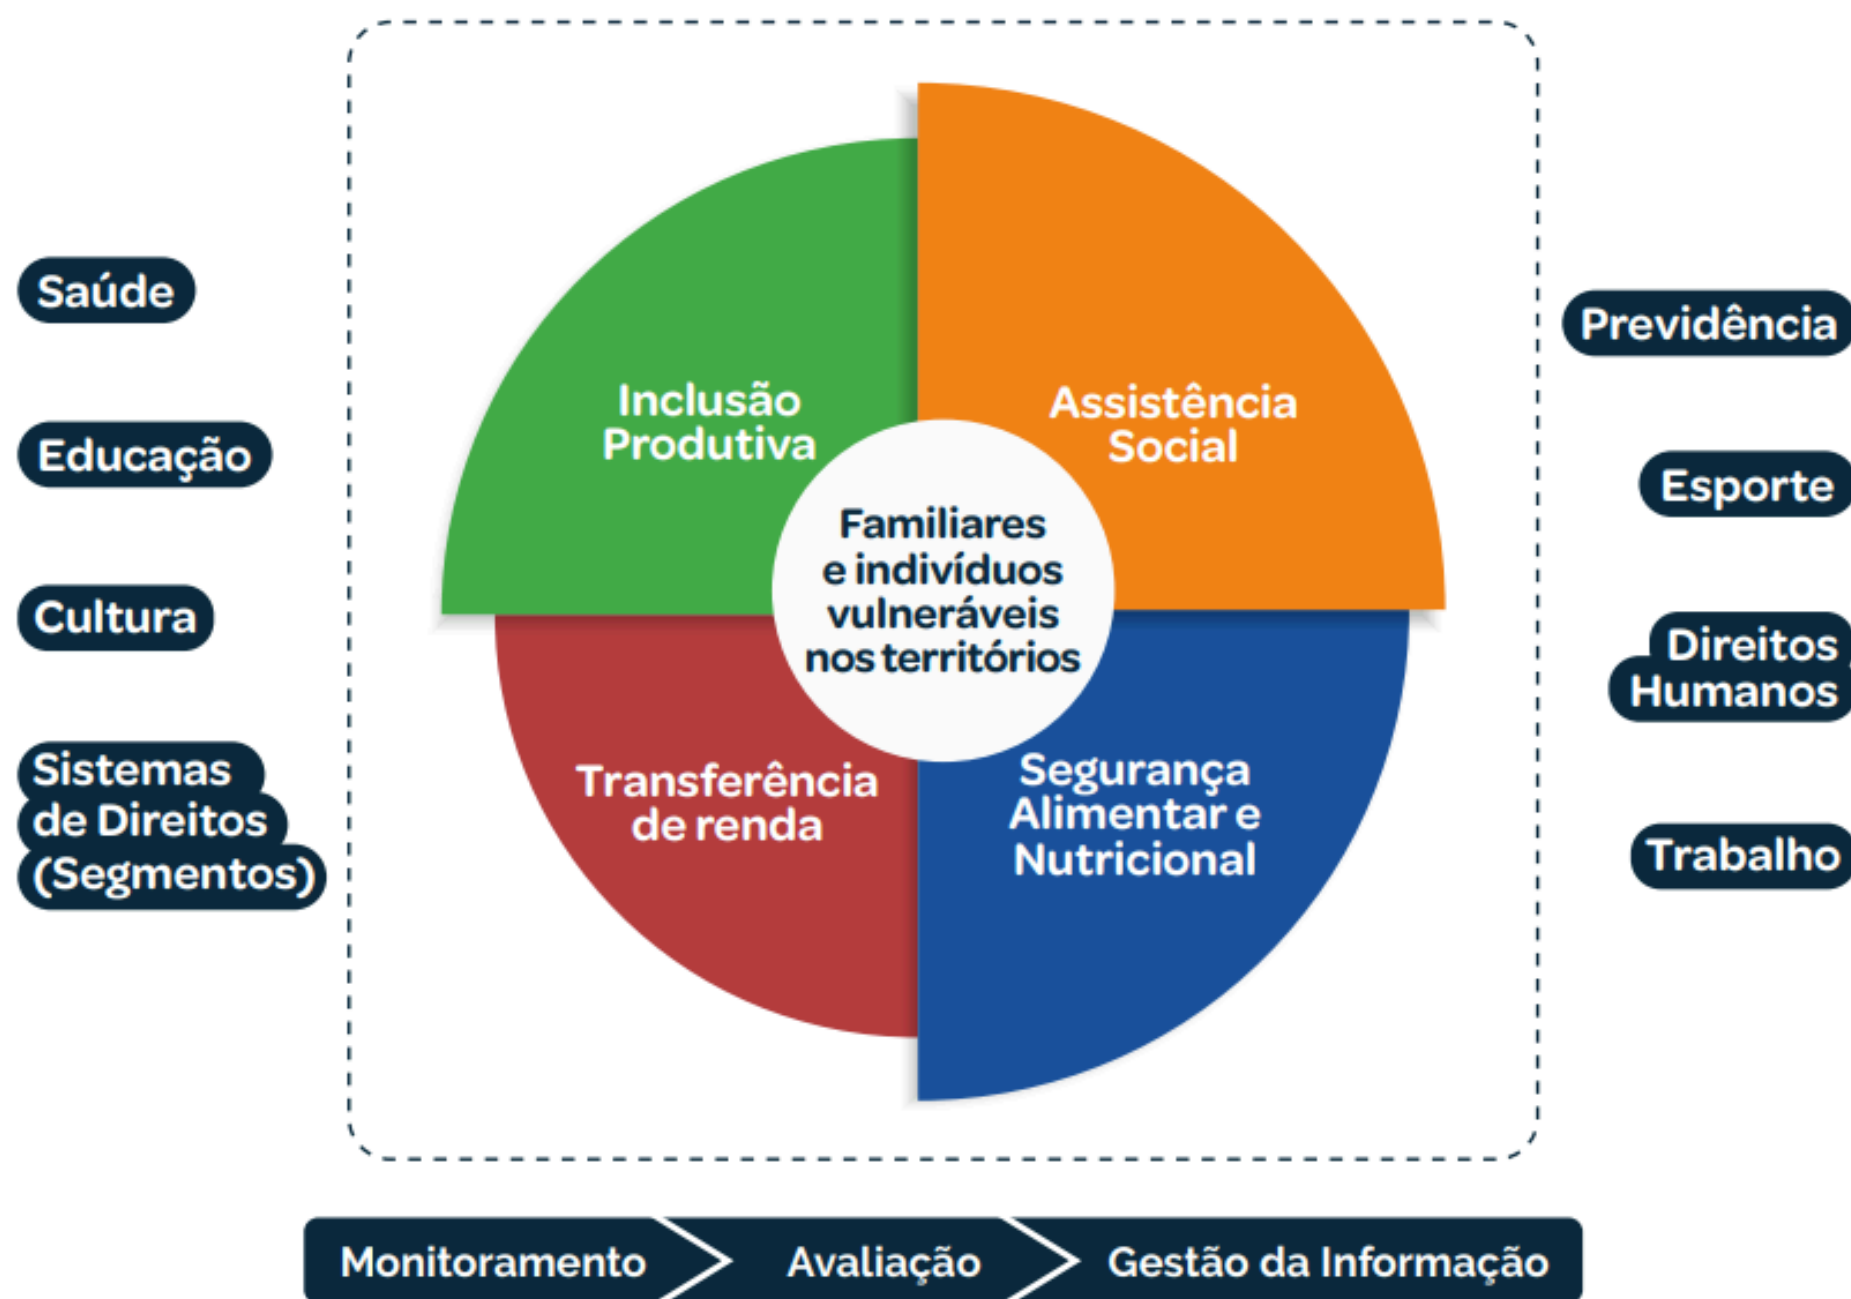 Saúde
Educação
Cultura
Sistemas
de Direitos
(Segmentos)
Inclusão
Produtiva
Assistência
Social
Familiares
e indivíduos
vulneráveis
nos territórios
Transferência
de renda
Segurança
Alimentar e
Nutricional
Previdência
Esporte
Direitos
Humanos
Trabalho
Monitoramento
Avaliação
Gestão da Informação